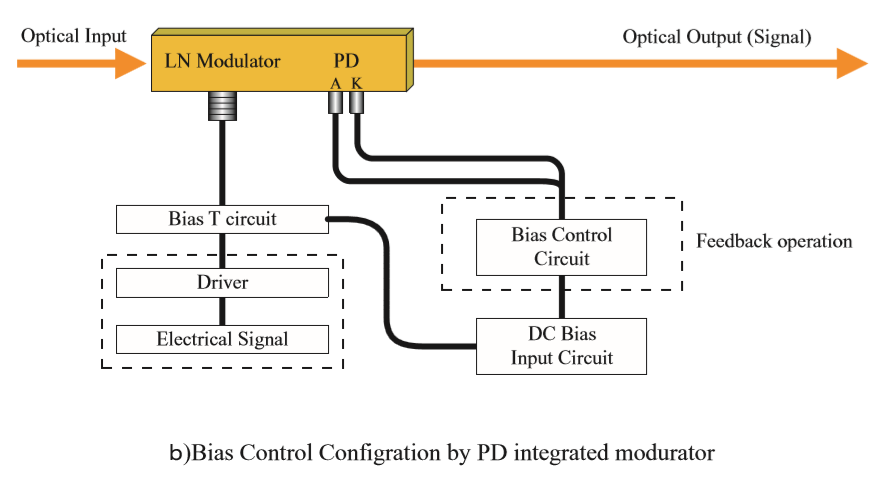 Optical Input
Optical Output (Signal)
LN Modulator
PD
A K
Bias T circuit
Driver
Electrical Signal
Bias Control
Circuit
Feedback operation
DC Bias
Input Circuit
b)Bias Control Configration by PD integrated modurator